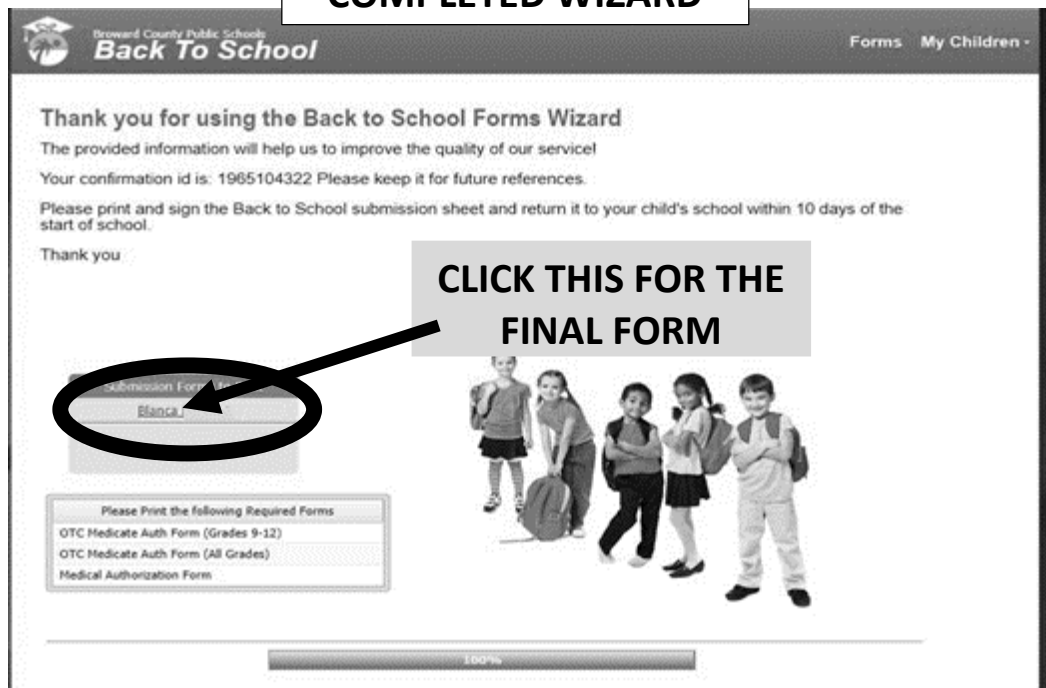 COMPLETED WIZARD
Broward County Public Schools
Back To School
Forms My Children
Thank you for using the Back to School Forms Wizard
The provided information will help us to improve the quality of our service!
Your confirmation id is: 1965104322 Please keep it for future references.
Please print and sign the Back to School submission sheet and return it to your child's school within 10 days of the
start of school.
Thank you
CLICK THIS FOR THE
FINAL FORM
Submission Forms
Blanca
Please Print the following Required Forms
OTC Medicate Auth Form (Grades 9-12)
OTC Medicate Auth Form (All Grades)
Medical Authorization Form
100%